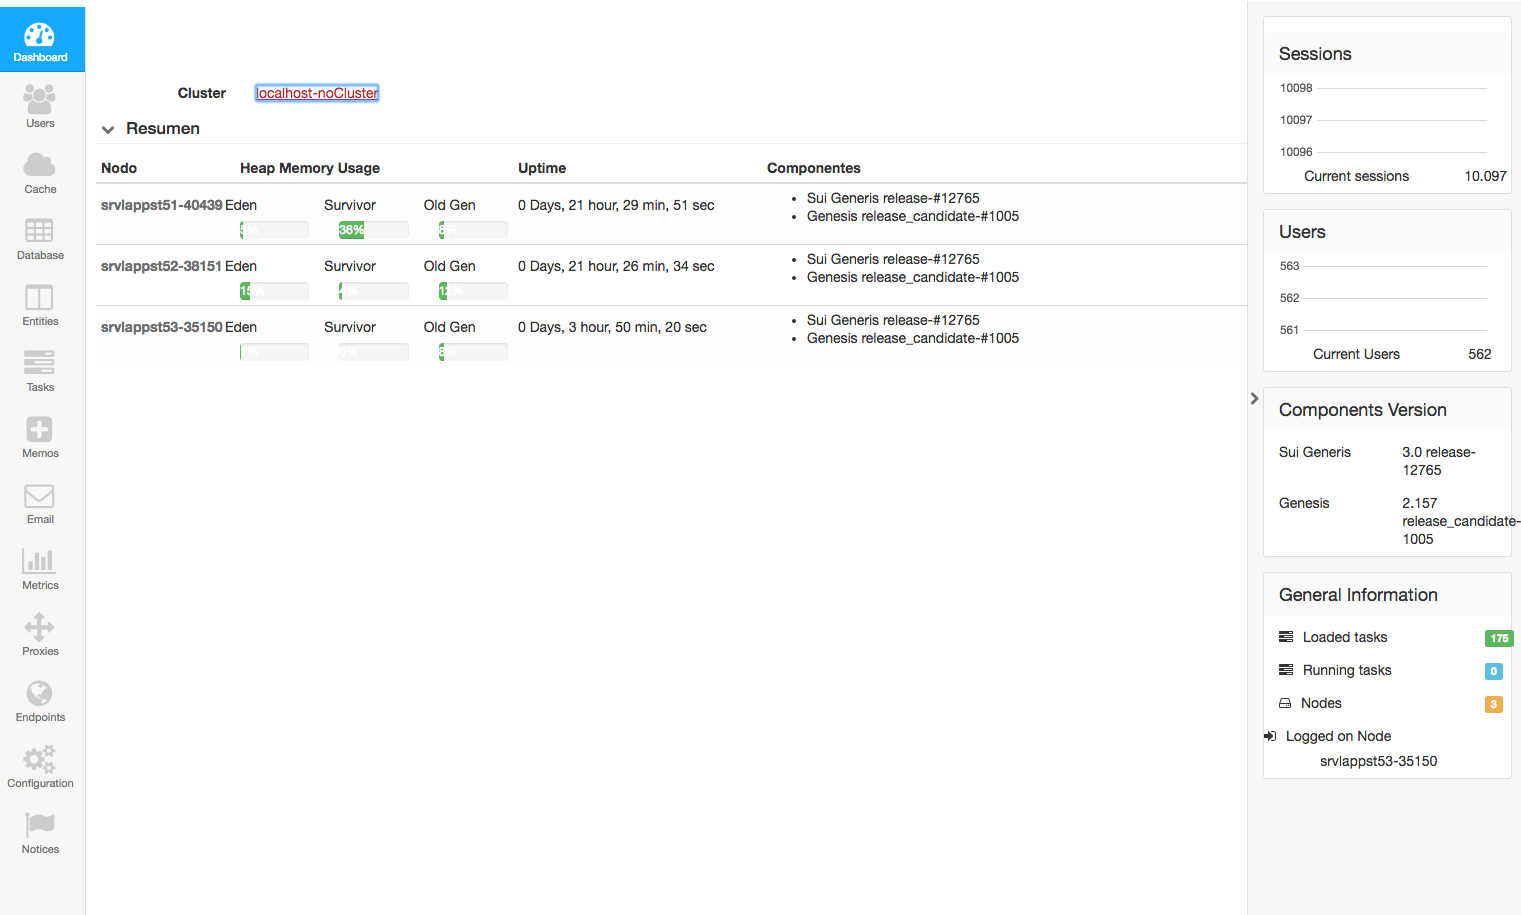 Dashboard
Users
Cache
Database
Entities
Tasks
Memos
Email
Metrics
Proxies
Endpoints
Configuration
Notices
Cluster localhost-noCluster
Resumen
Nodo Heap Memory Usage Uptime Componentes
srvlappst51-40439 Eden Survivor Old Gen 0 Days, 21 hour, 29 min, 51 sec
5% 36% 8%
• Sui Generis release-#12765
• Genesis release_candidate-#1005
srvlappst52-38151 Eden Survivor Old Gen 0 Days, 21 hour, 26 min, 34 sec
15% 4% 12%
• Sui Generis release-#12765
• Genesis release_candidate-#1005
srvlappst53-35150 Eden Survivor Old Gen 0 Days, 3 hour, 50 min, 20 sec
0% 8%
• Sui Generis release-#12765
• Genesis release_candidate-#1005
Sessions
10098
10097
10096
Current sessions 10.097
Users
563
562
561
Current Users 562
Components Version
Sui Generis 3.0 release-
12765
Genesis 2.157
release_candidate-
1005
General Information
Loaded tasks 175
Running tasks 0
Nodes 3
Logged on Node
srvlappst53-35150